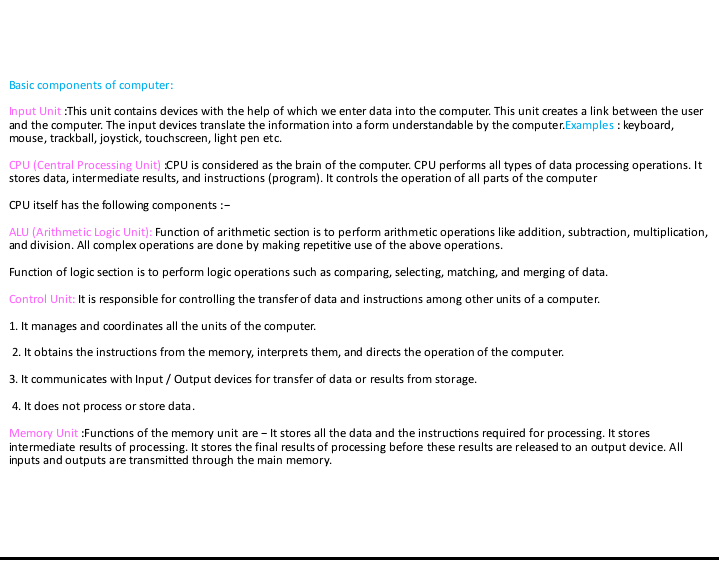 Basic components of computer:
Input Unit :This unit contains devices with the help of which we enter data into the computer. This unit creates a link between the user
and the computer. The input devices translate the information into a form understandable by the computer.Examples : keyboard,
mouse, trackball, joystick, touchscreen, light pen etc.
CPU (Central Processing Unit) :CPU is considered as the brain of the computer. CPU performs all types of data processing operations. It
stores data, intermediate results, and instructions (program). It controls the operation of all parts of the computer
CPU itself has the following components :–
ALU (Arithmetic Logic Unit): Function of arithmetic section is to perform arithmetic operations like addition, subtraction, multiplication,
and division. All complex operations are done by making repetitive use of the above operations.
Function of logic section is to perform logic operations such as comparing, selecting, matching, and merging of data.
Control Unit: It is responsible for controlling the transfer of data and instructions among other units of a computer.
1. It manages and coordinates all the units of the computer.
2. It obtains the instructions from the memory, interprets them, and directs the operation of the computer.
3. It communicates with Input / Output devices for transfer of data or results from storage.
4. It does not process or store data.
Memory Unit :Functions of the memory unit are – It stores all the data and the instructions required for processing. It stores
intermediate results of processing. It stores the final results of processing before these results are released to an output device. All
inputs and outputs are transmitted through the main memory.